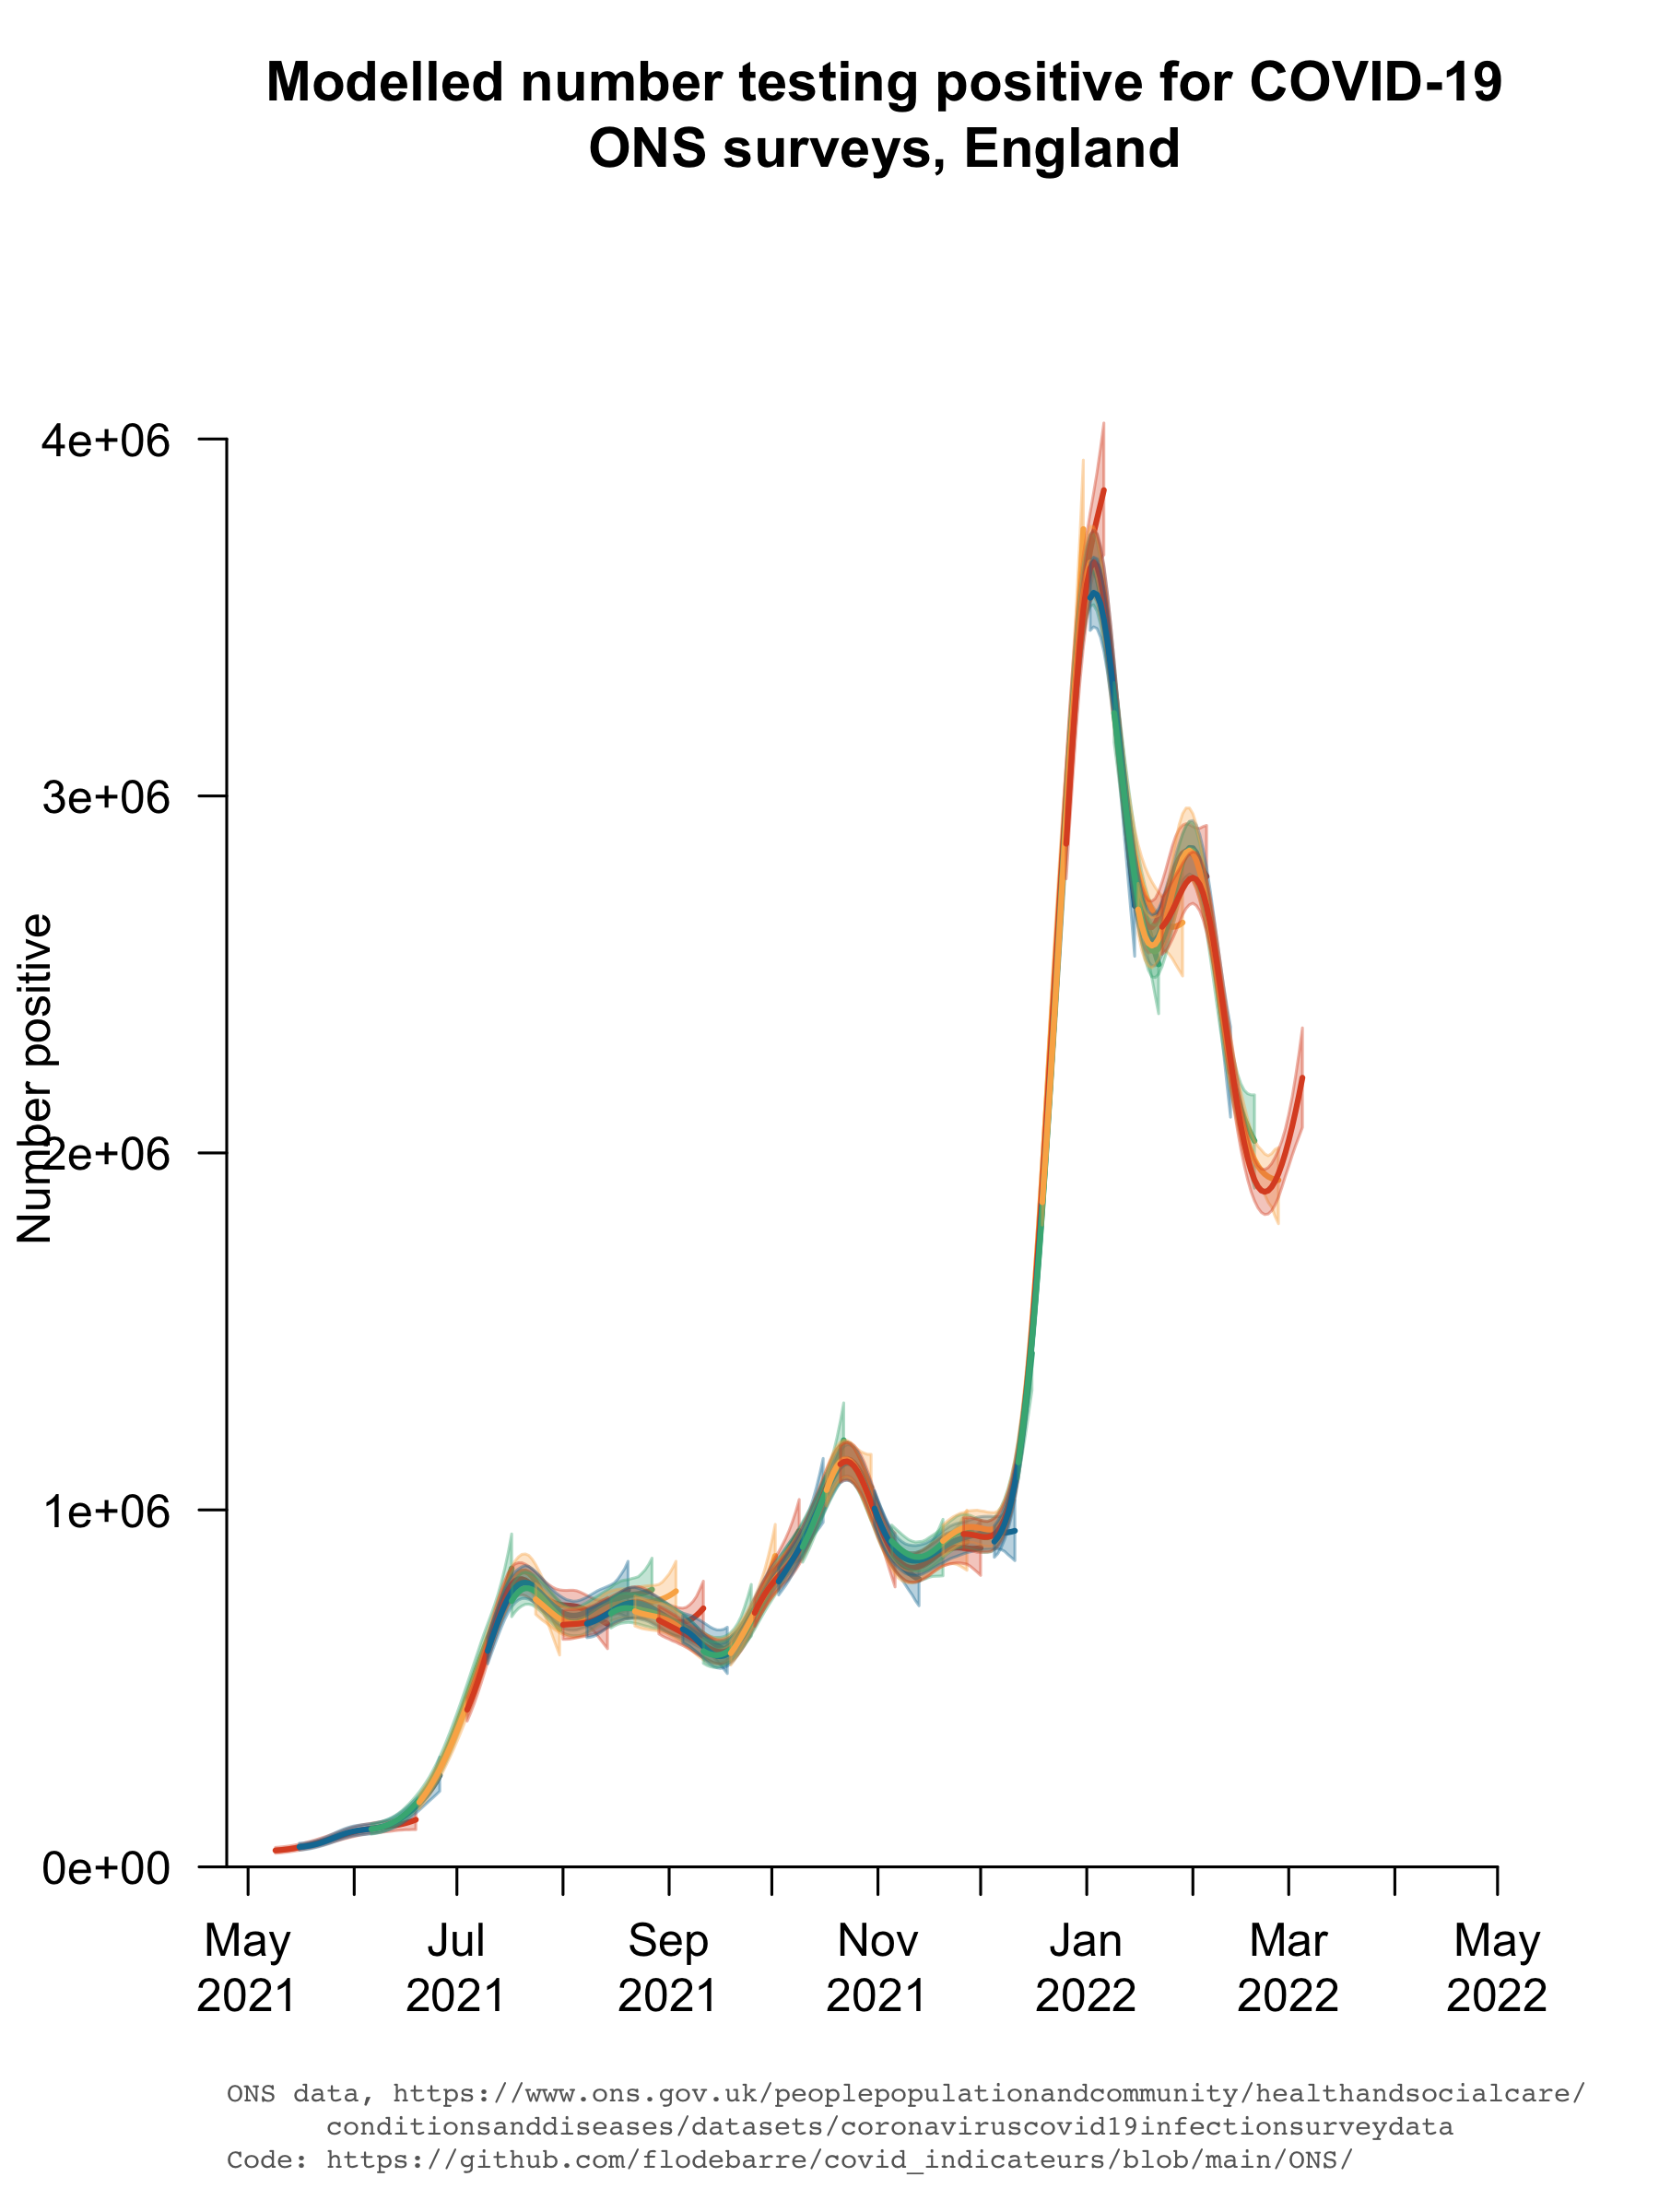 Modelled number testing positive for COVID-19
ONS surveys, England
4e+06
3e+06
2e+06
1e+06
0e+00
Number positive
May Jul Sep Nov Jan Mar May
2021 2021 2021 2021 2022 2022 2022
ONS data, https://www.ons.gov.uk/peoplepopulationandcommunity/healthandsocialcare/
conditionsanddiseases/datasets/coronaviruscovid19infectionsurveydata
Code: https://github.com/flodebarre/covid_indicateurs/blob/main/ONS/